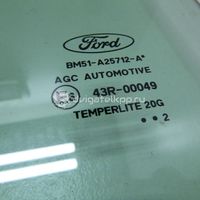 Ford
BM51-A25712-A*
AGC AUTOMOTIVE
43R-00049
TEMPERLITE 20G
•• 2